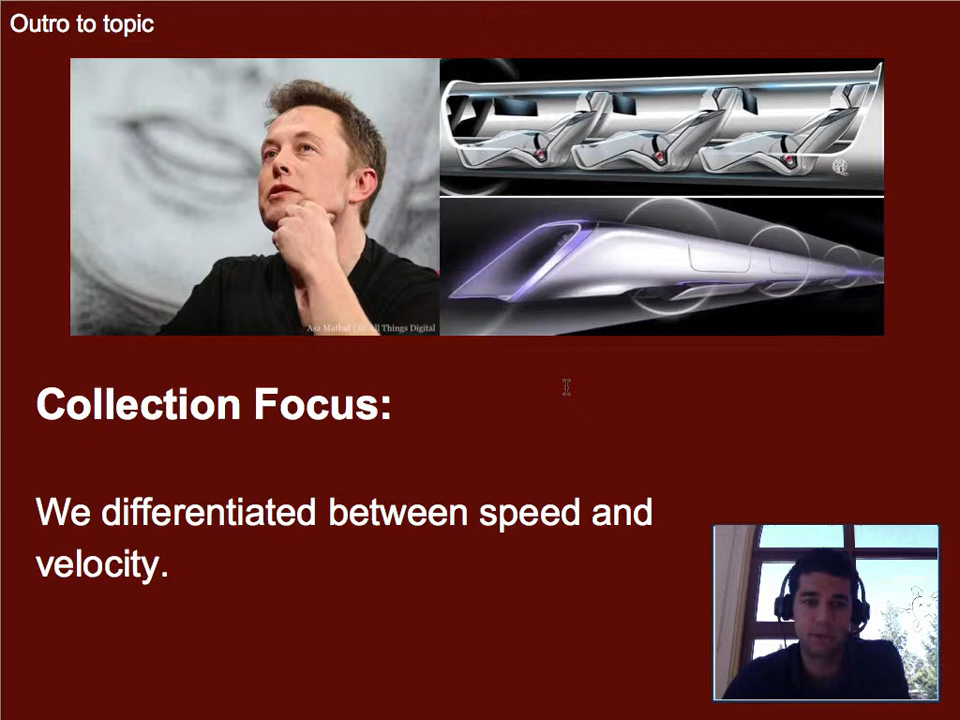 Outro to topic
Asa Mathat | D: All Things Digital
Collection Focus:
We differentiated between speed and
velocity.